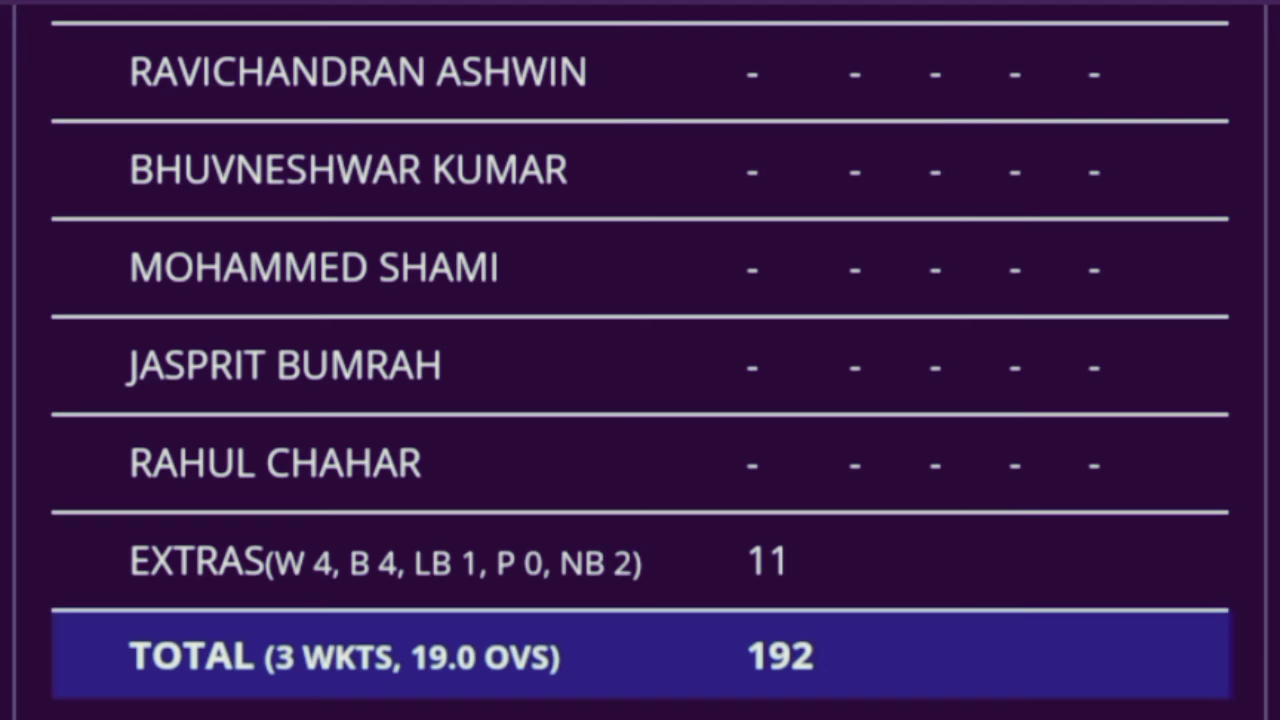 RAVICHANDRAN ASHWIN - - - - -
BHUVNESHWAR KUMAR - - - - -
MOHAMMED SHAMI - - - - -
JASPRIT BUMRAH - - - - -
RAHUL CHAHAR - - - - -
EXTRAS(W 4, B 4, LB 1, P 0, NB 2) 11
TOTAL (3 WKTS, 19.0 OVS) 192